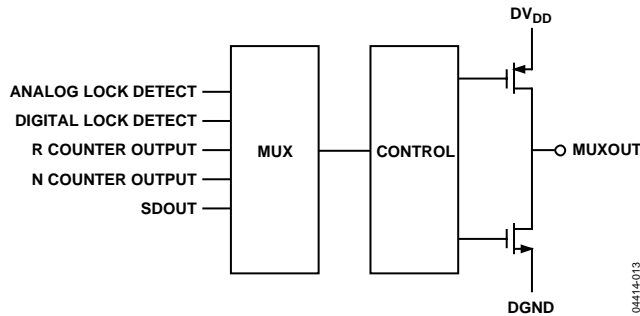 DVDD
ANALOG LOCK DETECT
DIGITAL LOCK DETECT
R COUNTER OUTPUT
N COUNTER OUTPUT
SDOUT
MUX
CONTROL
MUXOUT
DGND
04414-013